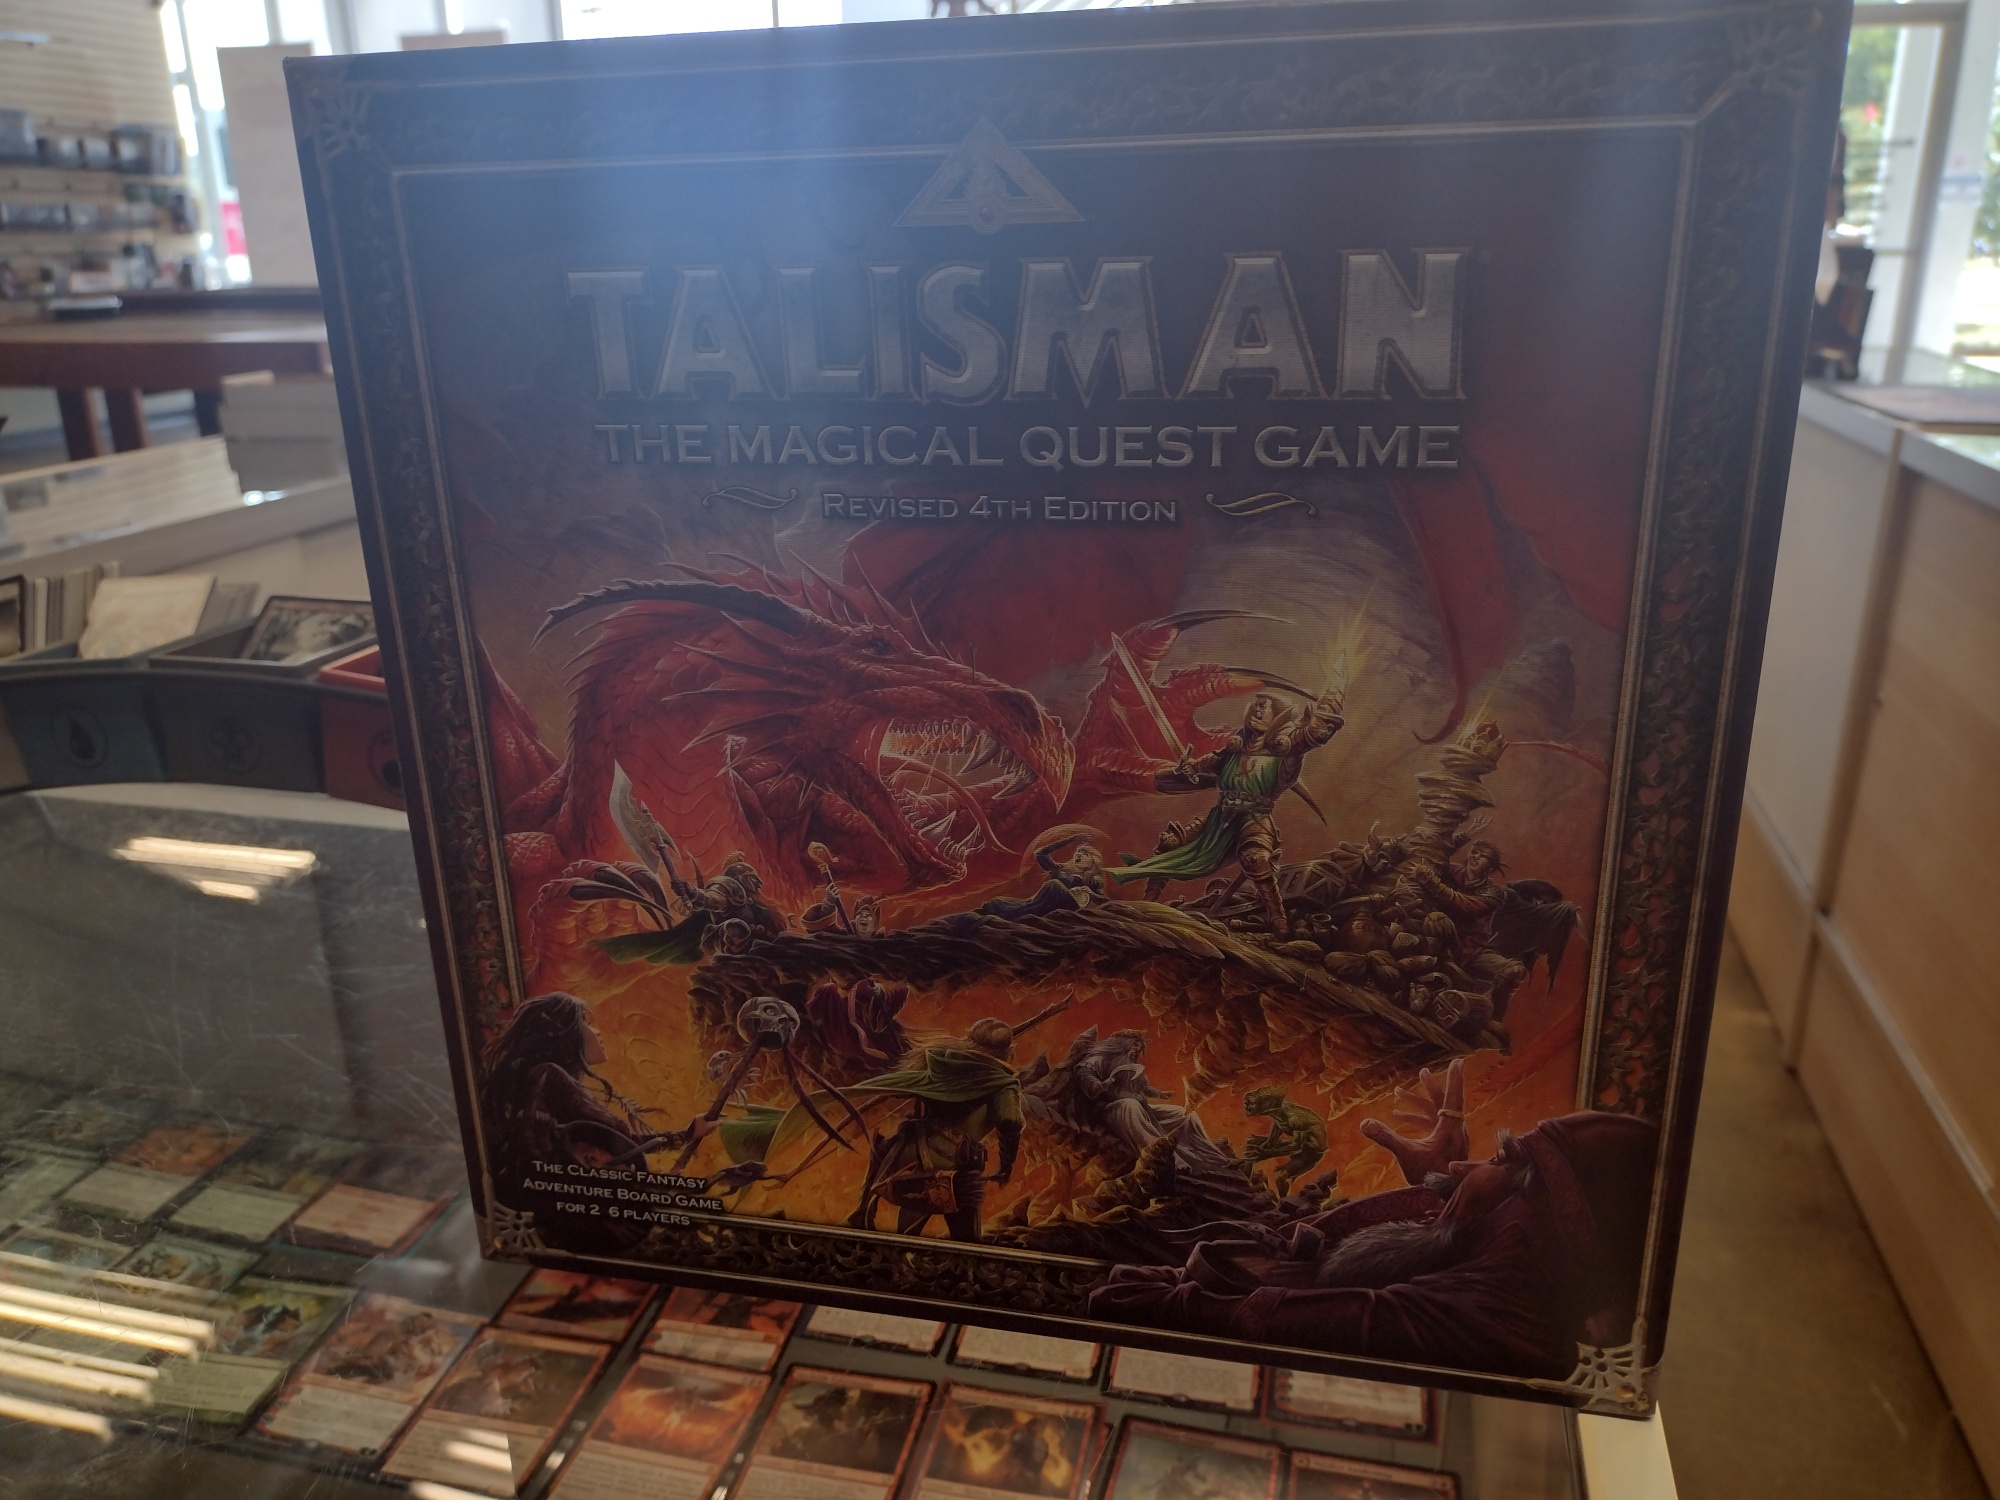 TALISMAN
THE MAGICAL QUEST GAME
REVISED 4TH EDITION
THE CLASSIC FANTASY
ADVENTURE BOARD GAME
FOR 2 6 PLAYERS